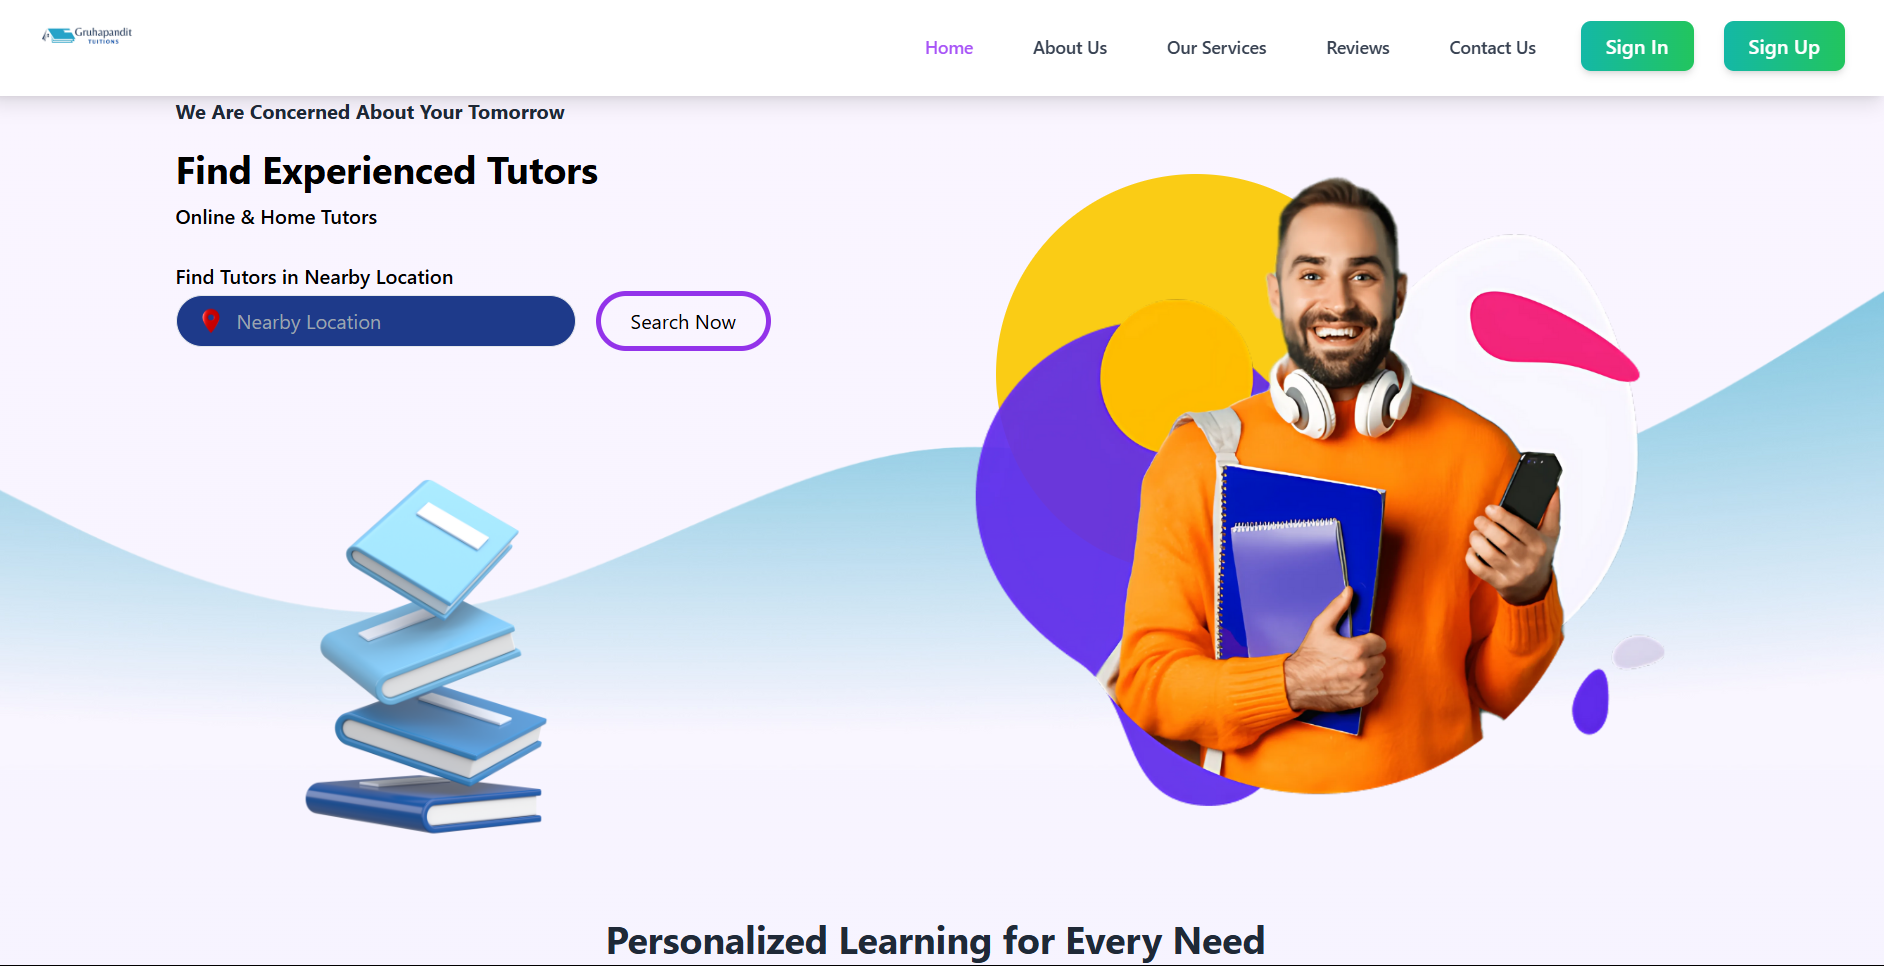 Gruhapandit
TUITIONS
Home
About Us
Our Services
Reviews
Contact Us
Sign In
Sign Up
We Are Concerned About Your Tomorrow
Find Experienced Tutors
Online & Home Tutors
Find Tutors in Nearby Location
Nearby Location
Search Now
Personalized Learning for Every Need